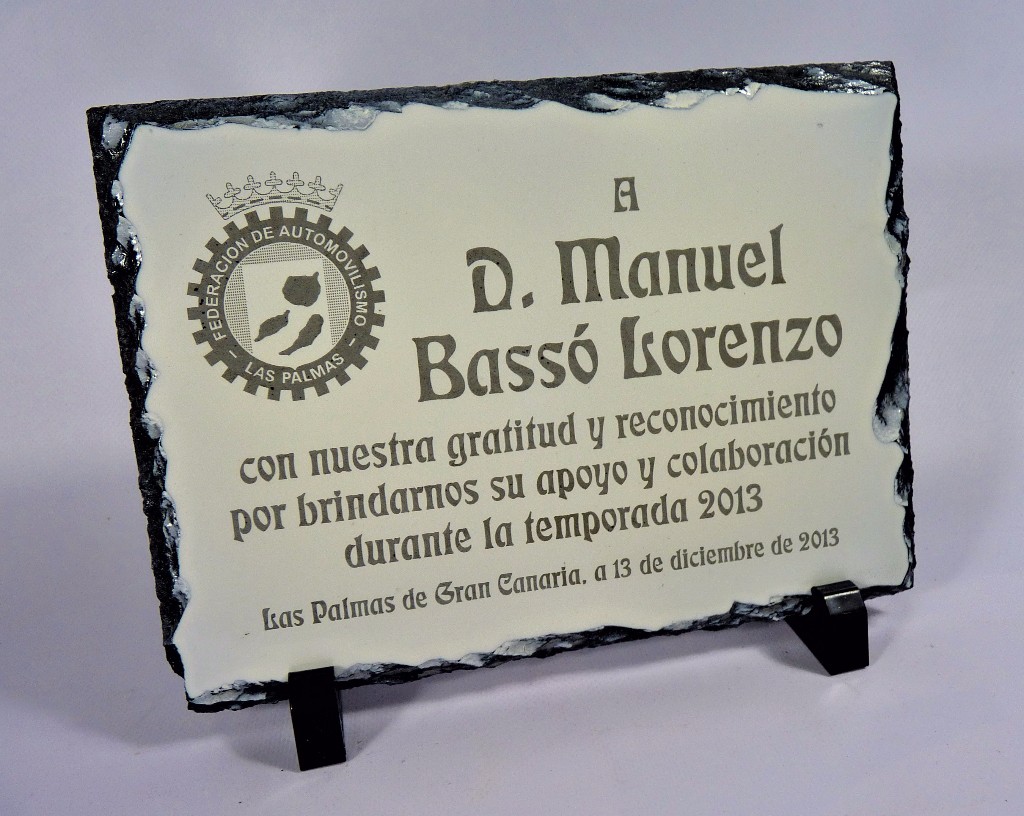 FEDERACION DE AUTOMOVILISMO
- LAS PALMAS -
A
D. Manuel
Bassó Lorenzo
con nuestra gratitud y reconocimiento
por brindarnos su apoyo y colaboración
durante la temporada 2013
Las Palmas de Gran Canaria, a 13 de diciembre de 2013